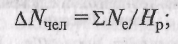 ΔNчел = ΣNе/Hр;